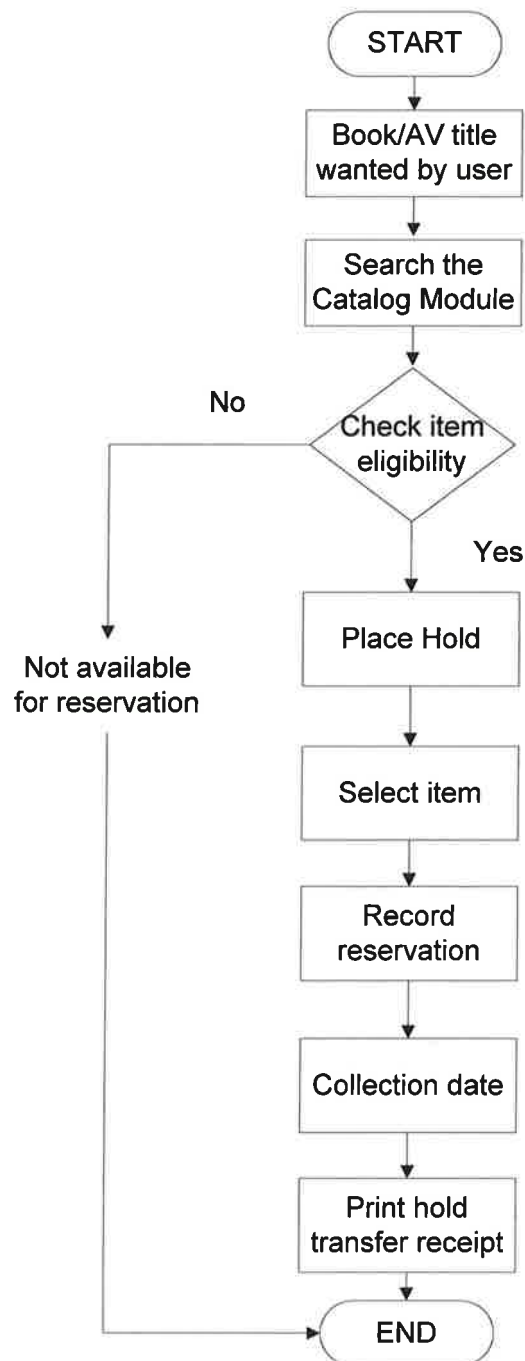 START
Book/AV title
wanted by user
Search the
Catalog Module
Check item
eligibility
No
Yes
Place Hold
Not available
for reservation
Select item
Record
reservation
Collection date
Print hold
transfer receipt
END